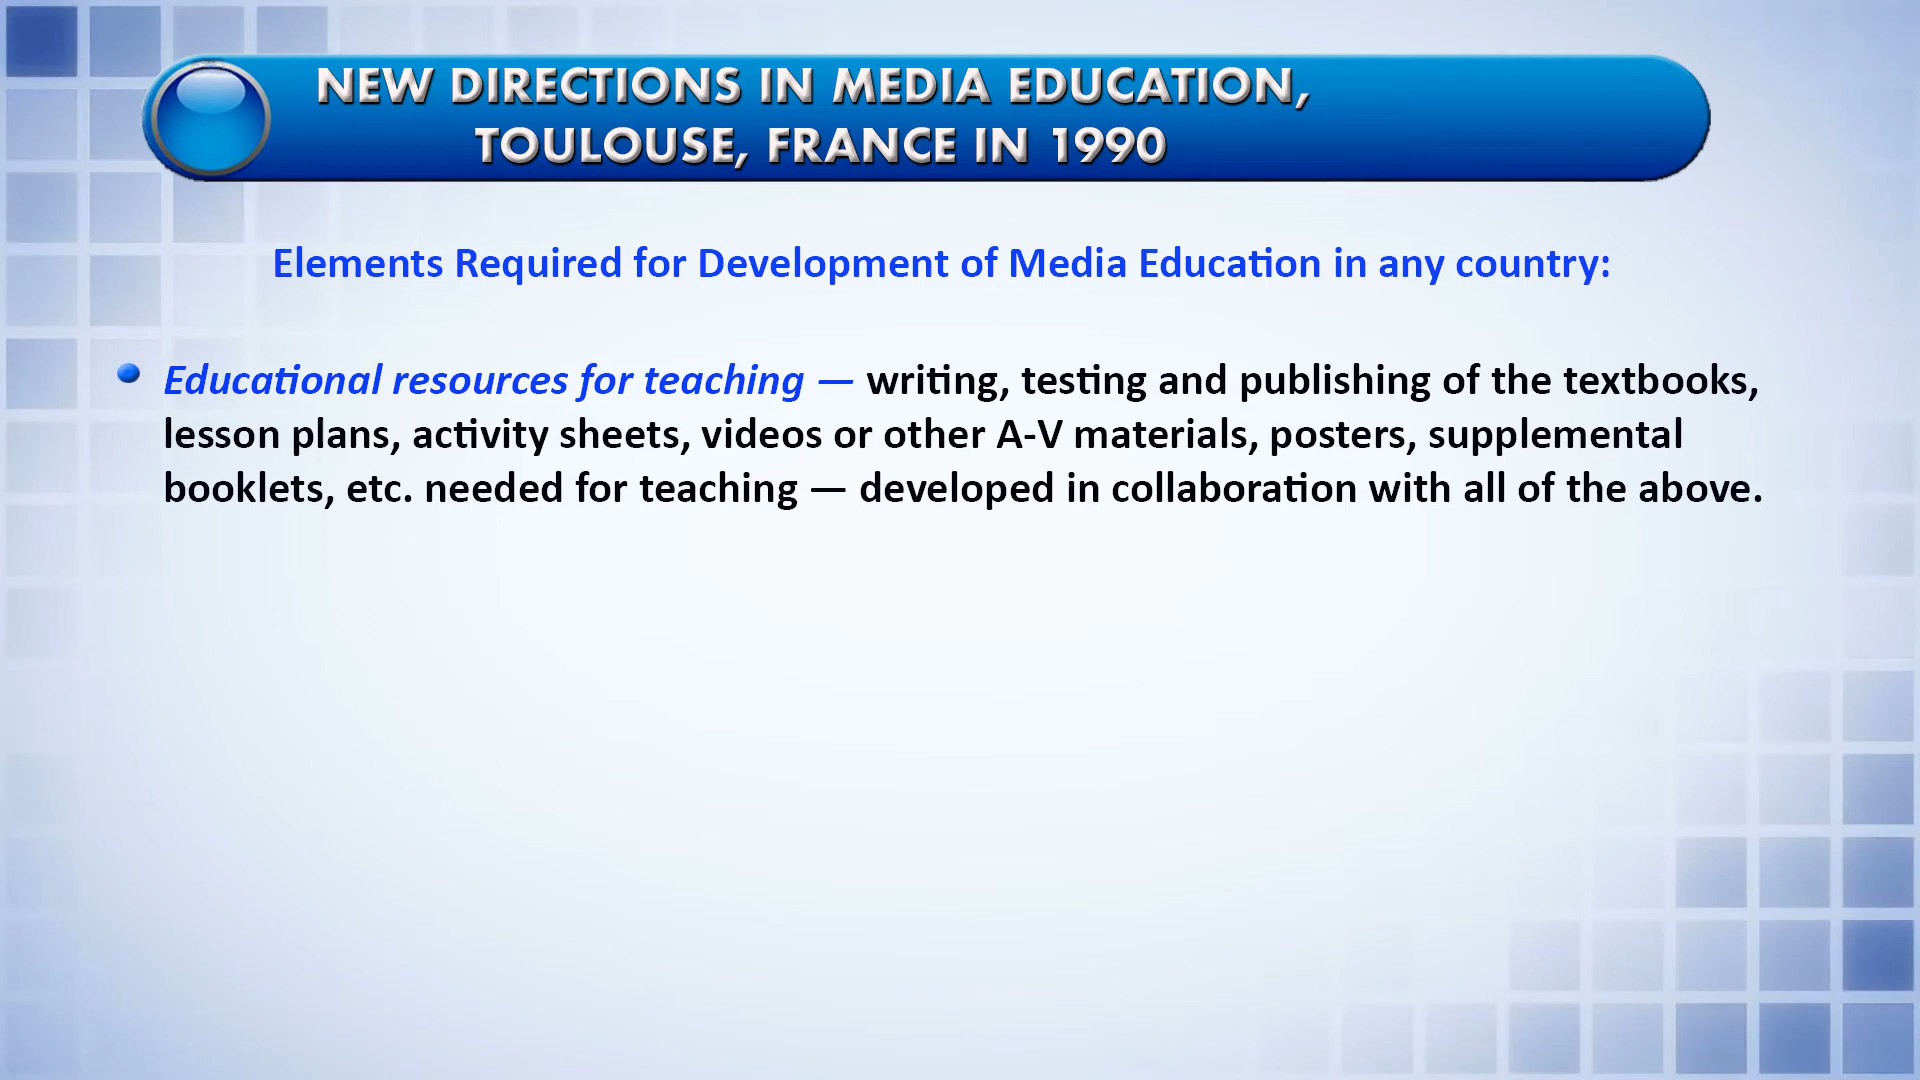 NEW DIRECTIONS IN MEDIA EDUCATION,
TOULOUSE, FRANCE IN 1990
Elements Required for Development of Media Education in any country:
Educational resources for teaching — writing, testing and publishing of the textbooks,
lesson plans, activity sheets, videos or other A-V materials, posters, supplemental
booklets, etc. needed for teaching — developed in collaboration with all of the above.